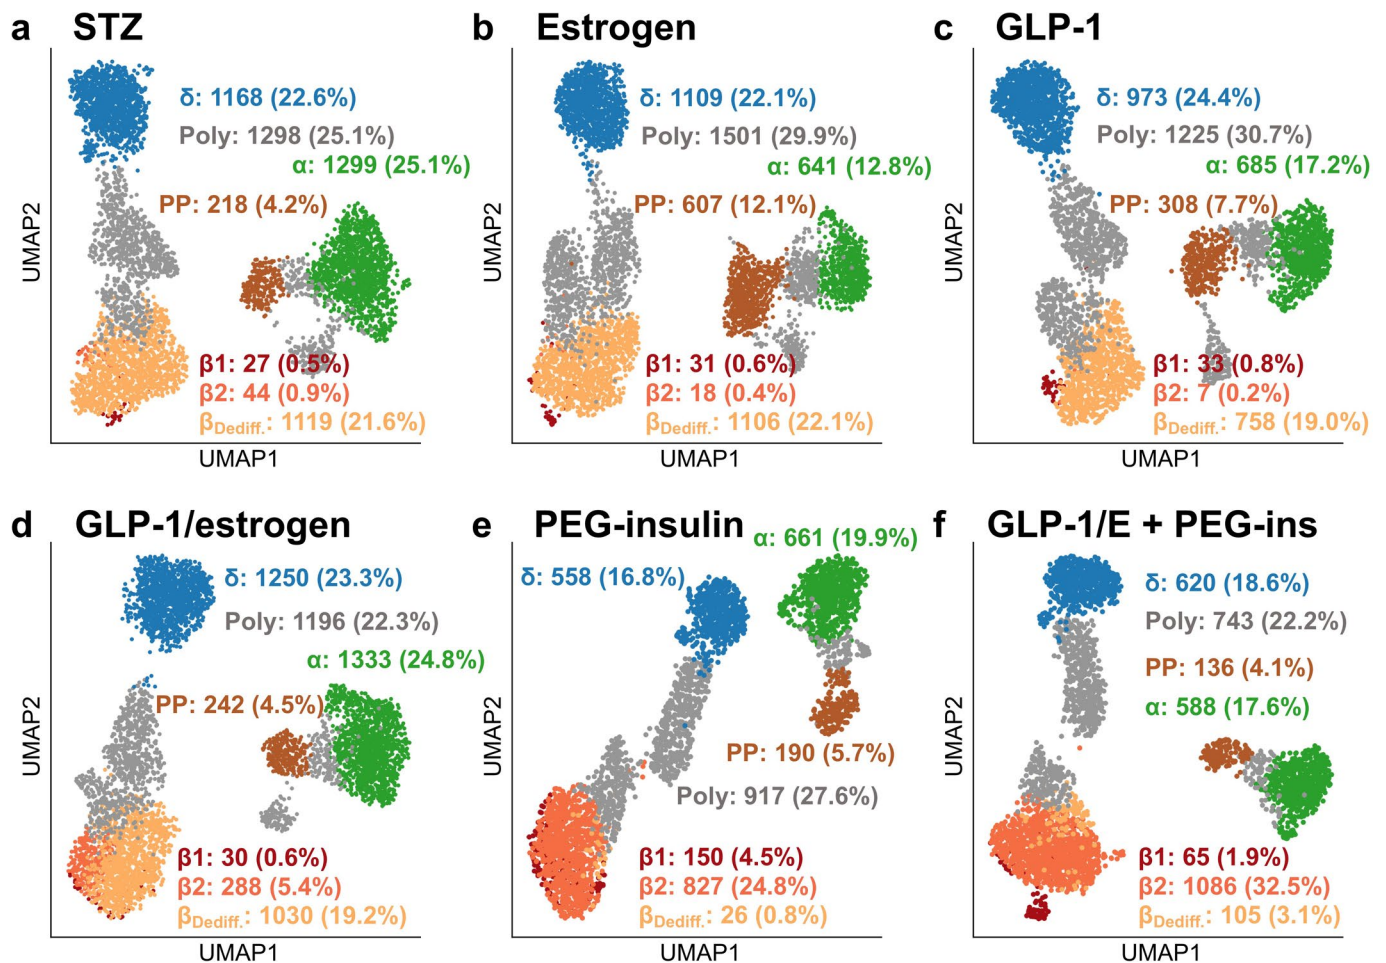 a STZ
δ: 1168 (22.6%)
Poly: 1298 (25.1%)
α: 1299 (25.1%)
PP: 218 (4.2%)
β1: 27 (0.5%)
β2: 44 (0.9%)
βDediff.: 1119 (21.6%)
UMAP2
UMAP1
b Estrogen
δ: 1109 (22.1%)
Poly: 1501 (29.9%)
α: 641 (12.8%)
PP: 607 (12.1%)
β1: 31 (0.6%)
β2: 18 (0.4%)
βDediff.: 1106 (22.1%)
UMAP2
UMAP1
c GLP-1
δ: 973 (24.4%)
Poly: 1225 (30.7%)
α: 685 (17.2%)
PP: 308 (7.7%)
β1: 33 (0.8%)
β2: 7 (0.2%)
βDediff.: 758 (19.0%)
UMAP2
UMAP1
d GLP-1/estrogen
δ: 1250 (23.3%)
Poly: 1196 (22.3%)
α: 1333 (24.8%)
PP: 242 (4.5%)
β1: 30 (0.6%)
β2: 288 (5.4%)
βDediff.: 1030 (19.2%)
UMAP2
UMAP1
e PEG-insulin
α: 661 (19.9%)
δ: 558 (16.8%)
PP: 190 (5.7%)
Poly: 917 (27.6%)
β1: 150 (4.5%)
β2: 827 (24.8%)
βDediff.: 26 (0.8%)
UMAP2
UMAP1
f GLP-1/E + PEG-ins
δ: 620 (18.6%)
Poly: 743 (22.2%)
PP: 136 (4.1%)
α: 588 (17.6%)
β1: 65 (1.9%)
β2: 1086 (32.5%)
βDediff.: 105 (3.1%)
UMAP2
UMAP1